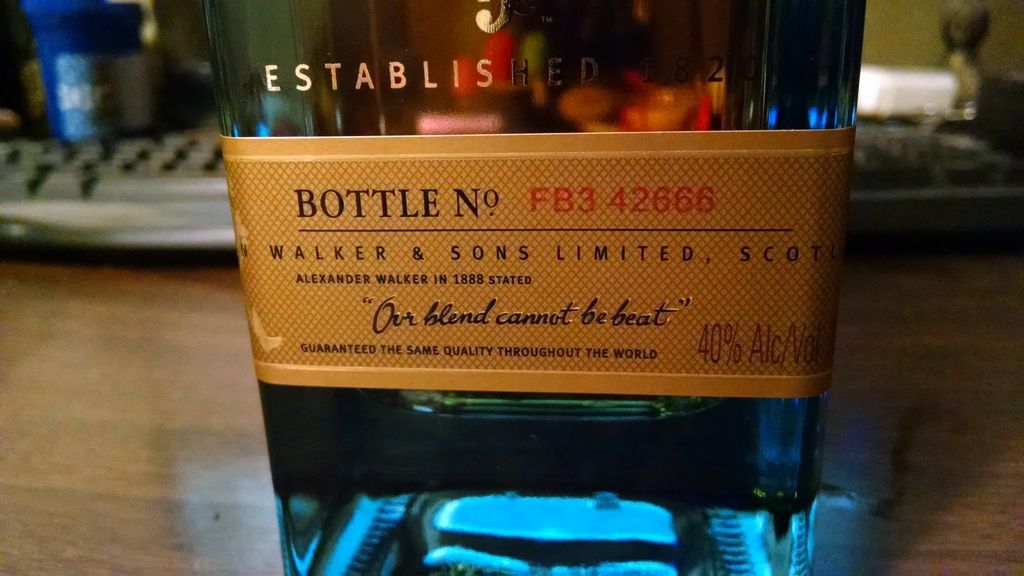 ESTABLISHED 1820
BOTTLE Nº FB3 42666
WALKER & SONS LIMITED, SCOT
ALEXANDER WALKER IN 1888 STATED
"Our blend cannot be beat"
GUARANTEED THE SAME QUALITY THROUGHOUT THE WORLD
40% Alc/Vol